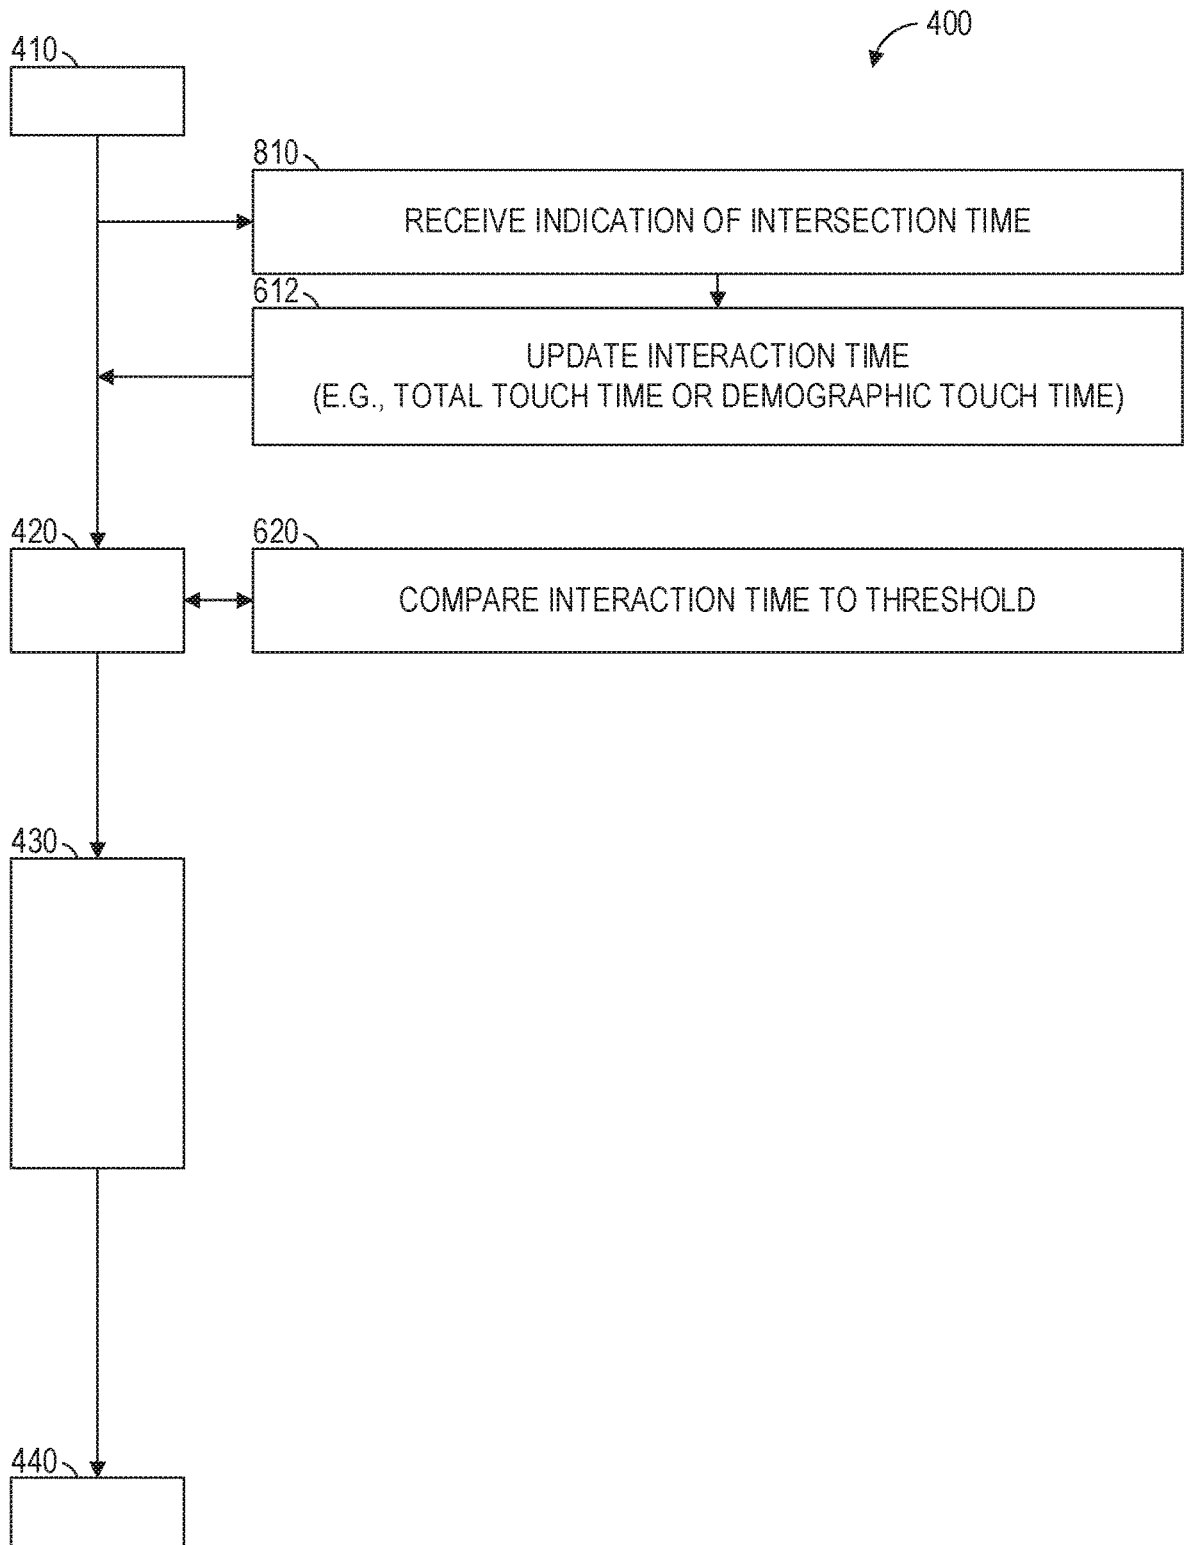 400
410
810
RECEIVE INDICATION OF INTERSECTION TIME
612
UPDATE INTERACTION TIME
(E.G., TOTAL TOUCH TIME OR DEMOGRAPHIC TOUCH TIME)
420
620
COMPARE INTERACTION TIME TO THRESHOLD
430
440